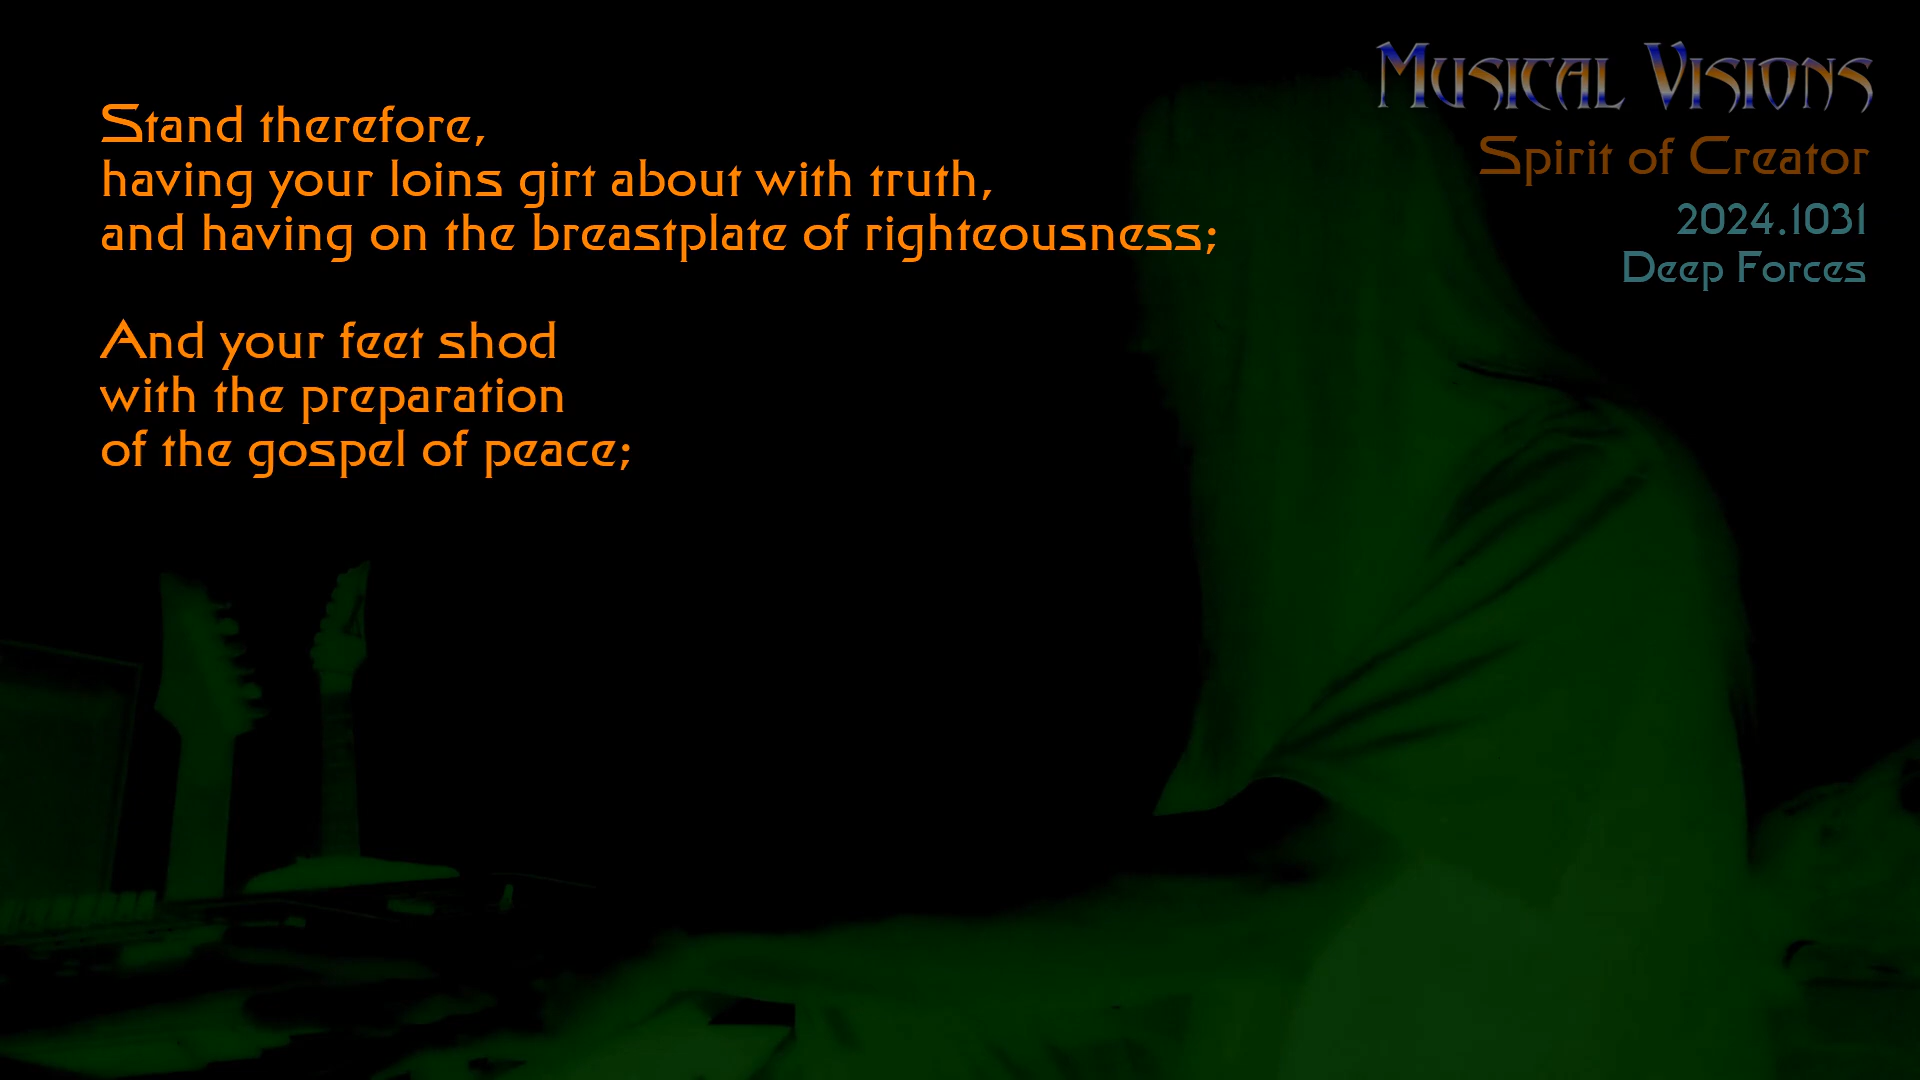 Stand therefore,
having your loins girt about with truth,
and having on the breastplate of righteousness;
And your feet shod
with the preparation
of the gospel of peace;
Musical Visions
Spirit of Creator
2024.1031
Deep Forces